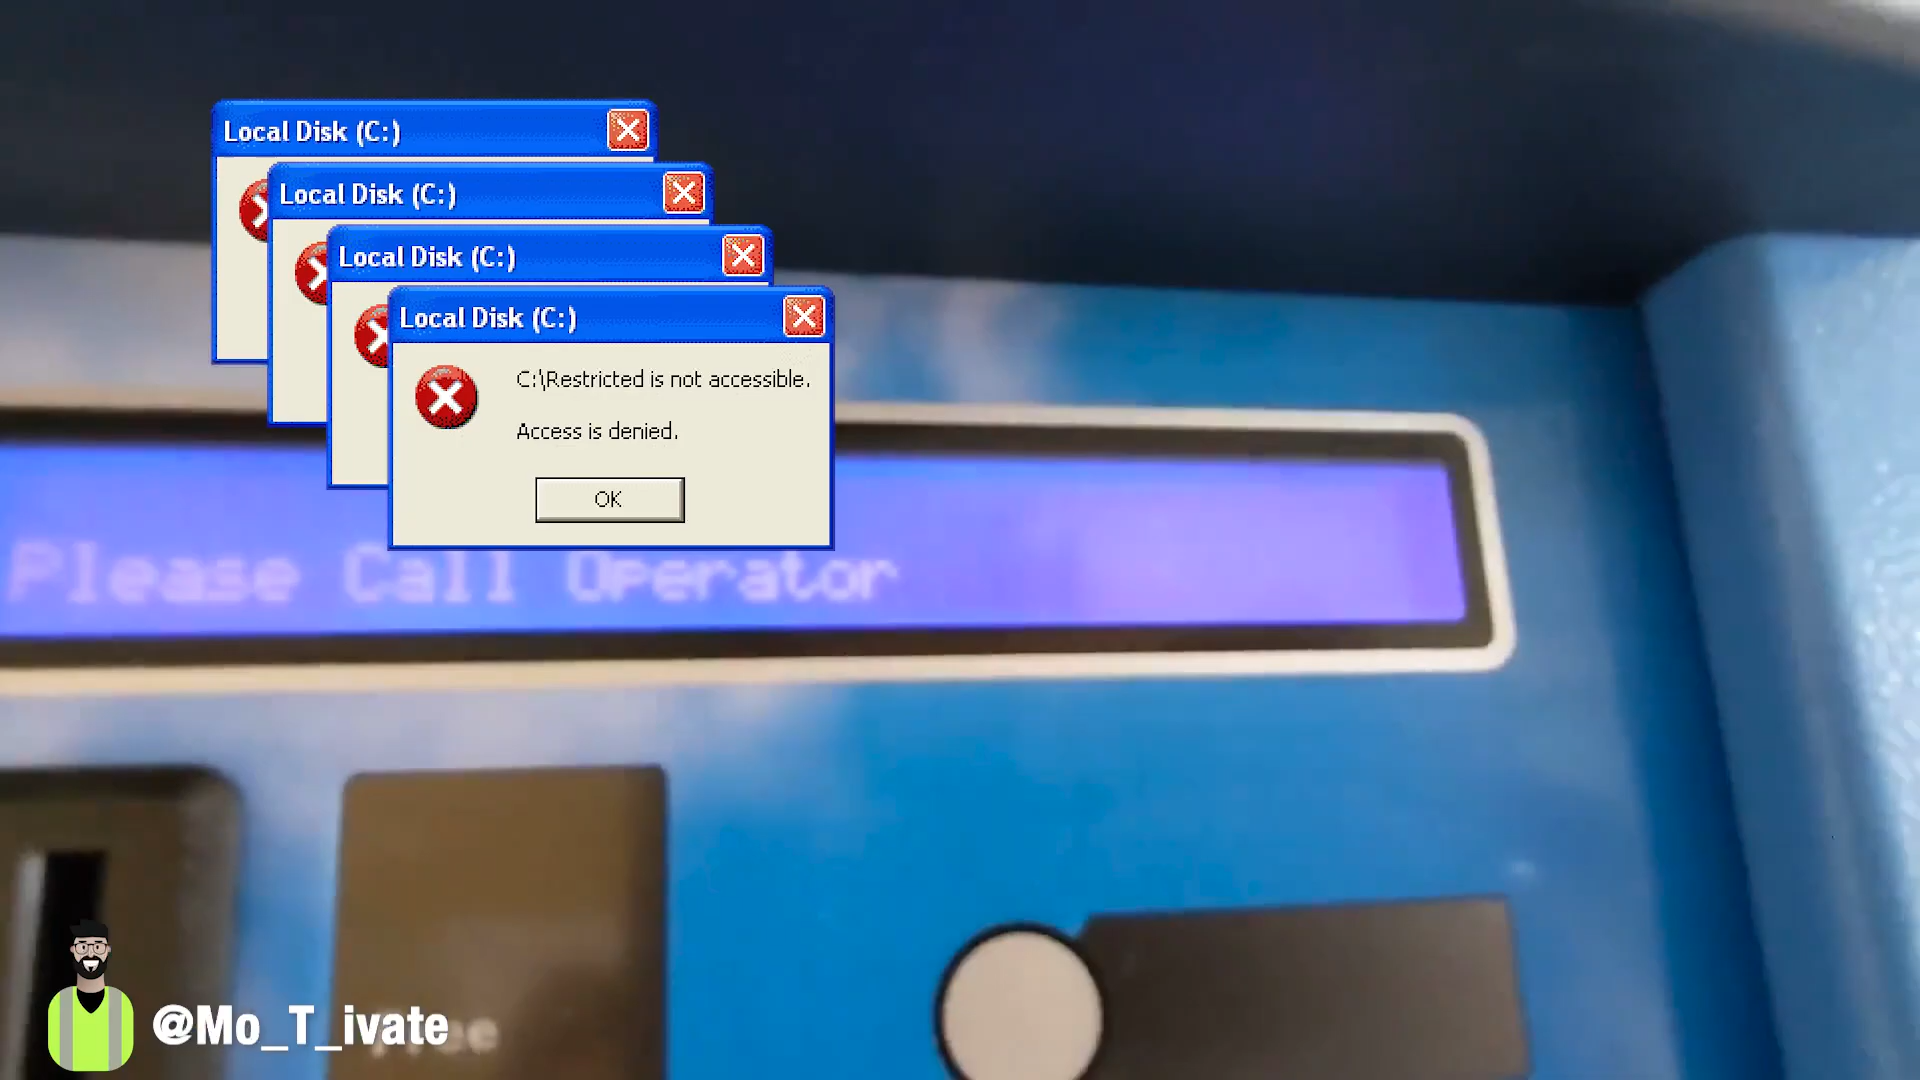 Local Disk (C:)
Local Disk (C:)
Local Disk (C:)
Local Disk (C:)
C:\Restricted is not accessible.
Access is denied.
OK
Please Call Operator
@Mo_T_ivate